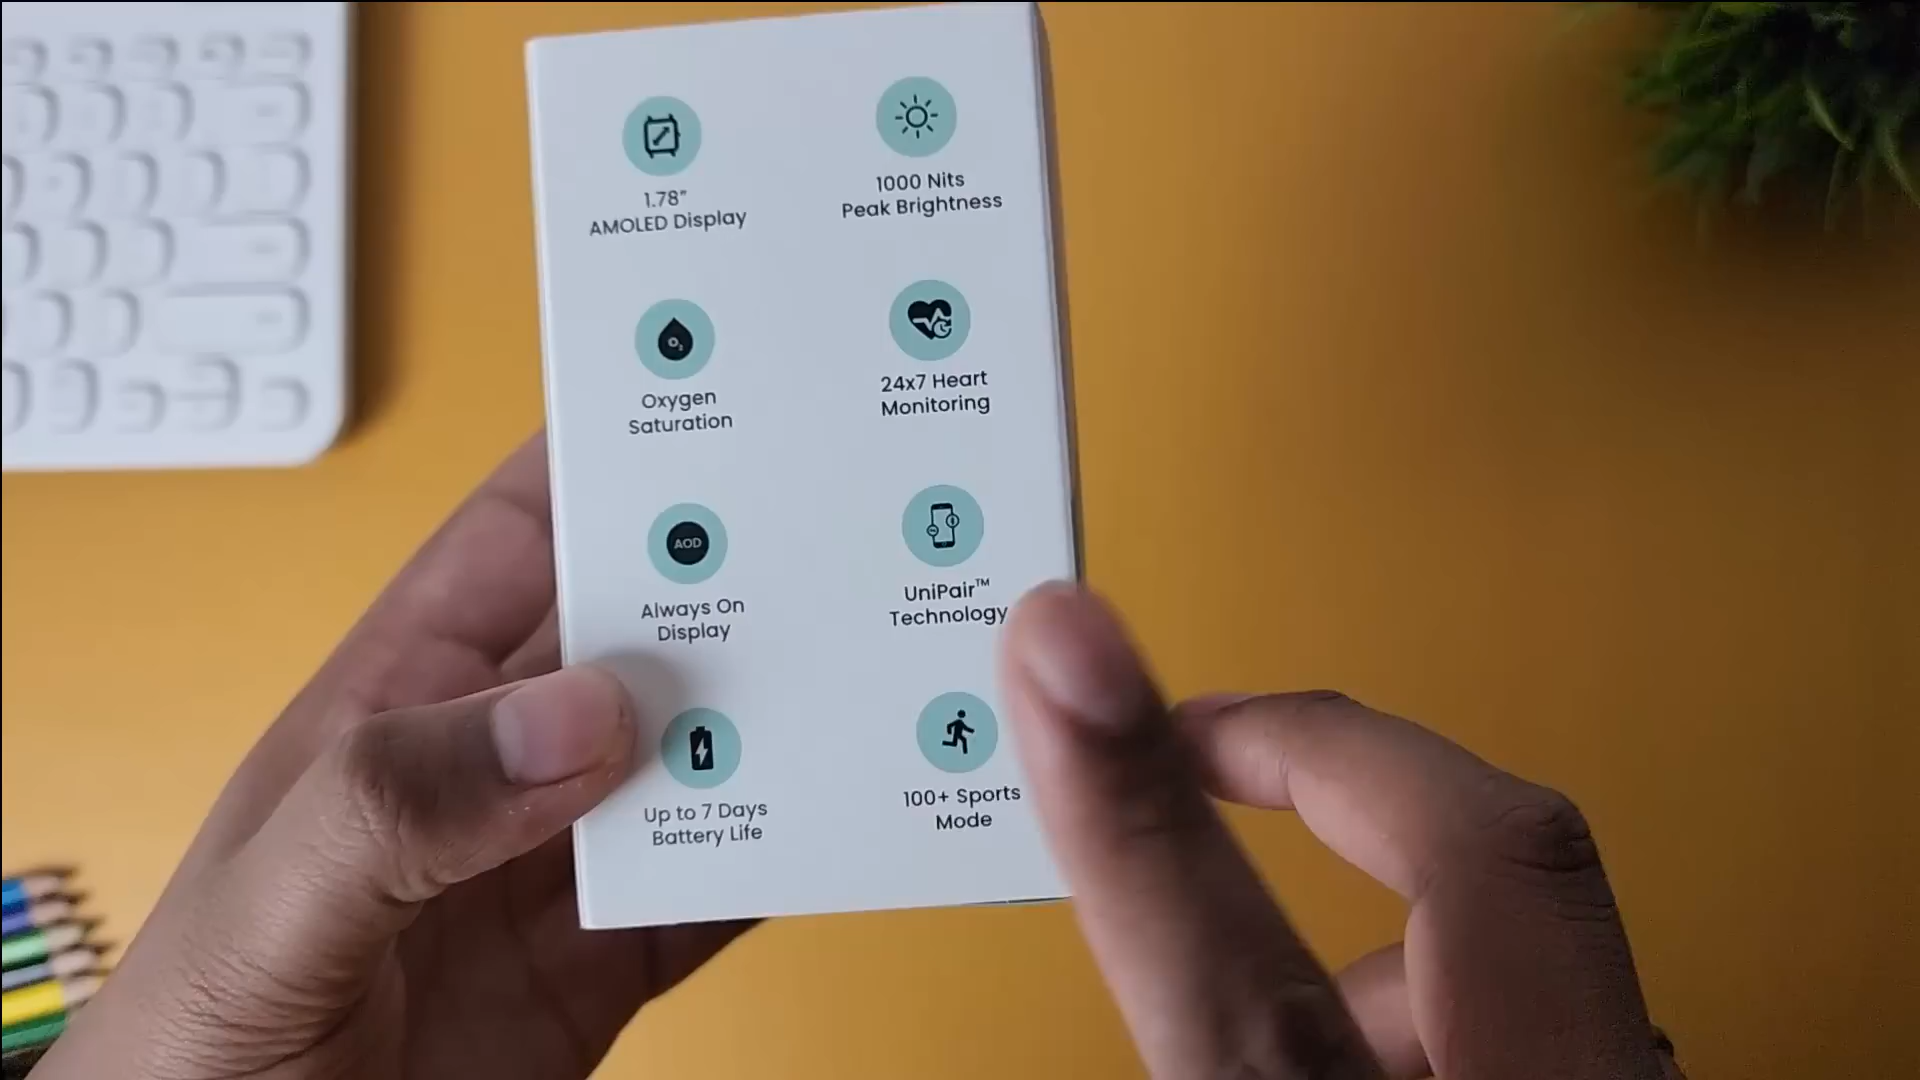 1.78"
AMOLED Display
1000 Nits
Peak Brightness
O₂
Oxygen
Saturation
24x7 Heart
Monitoring
AOD
Always On
Display
UniPair™
Technology
Up to 7 Days
Battery Life
100+ Sports
Mode